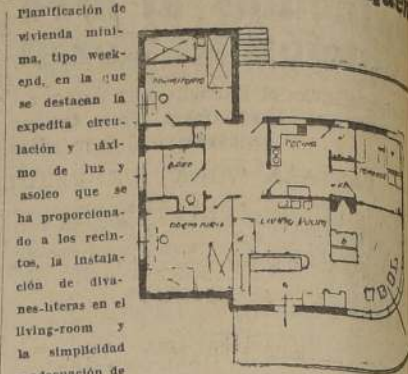 Planificación de
vivienda míni-
ma, tipo week-
end, en la que
se destacan la
expedita circu-
lación y máxi-
mo de luz y
asoleo que se
ha proporciona-
do a los recin-
tos, la instala-
ción de diva-
nes-literas en el
living-room y
la simplicidad
DORMITORIO
COCINA
BAÑO
DORMITORIO
LIVING ROOM